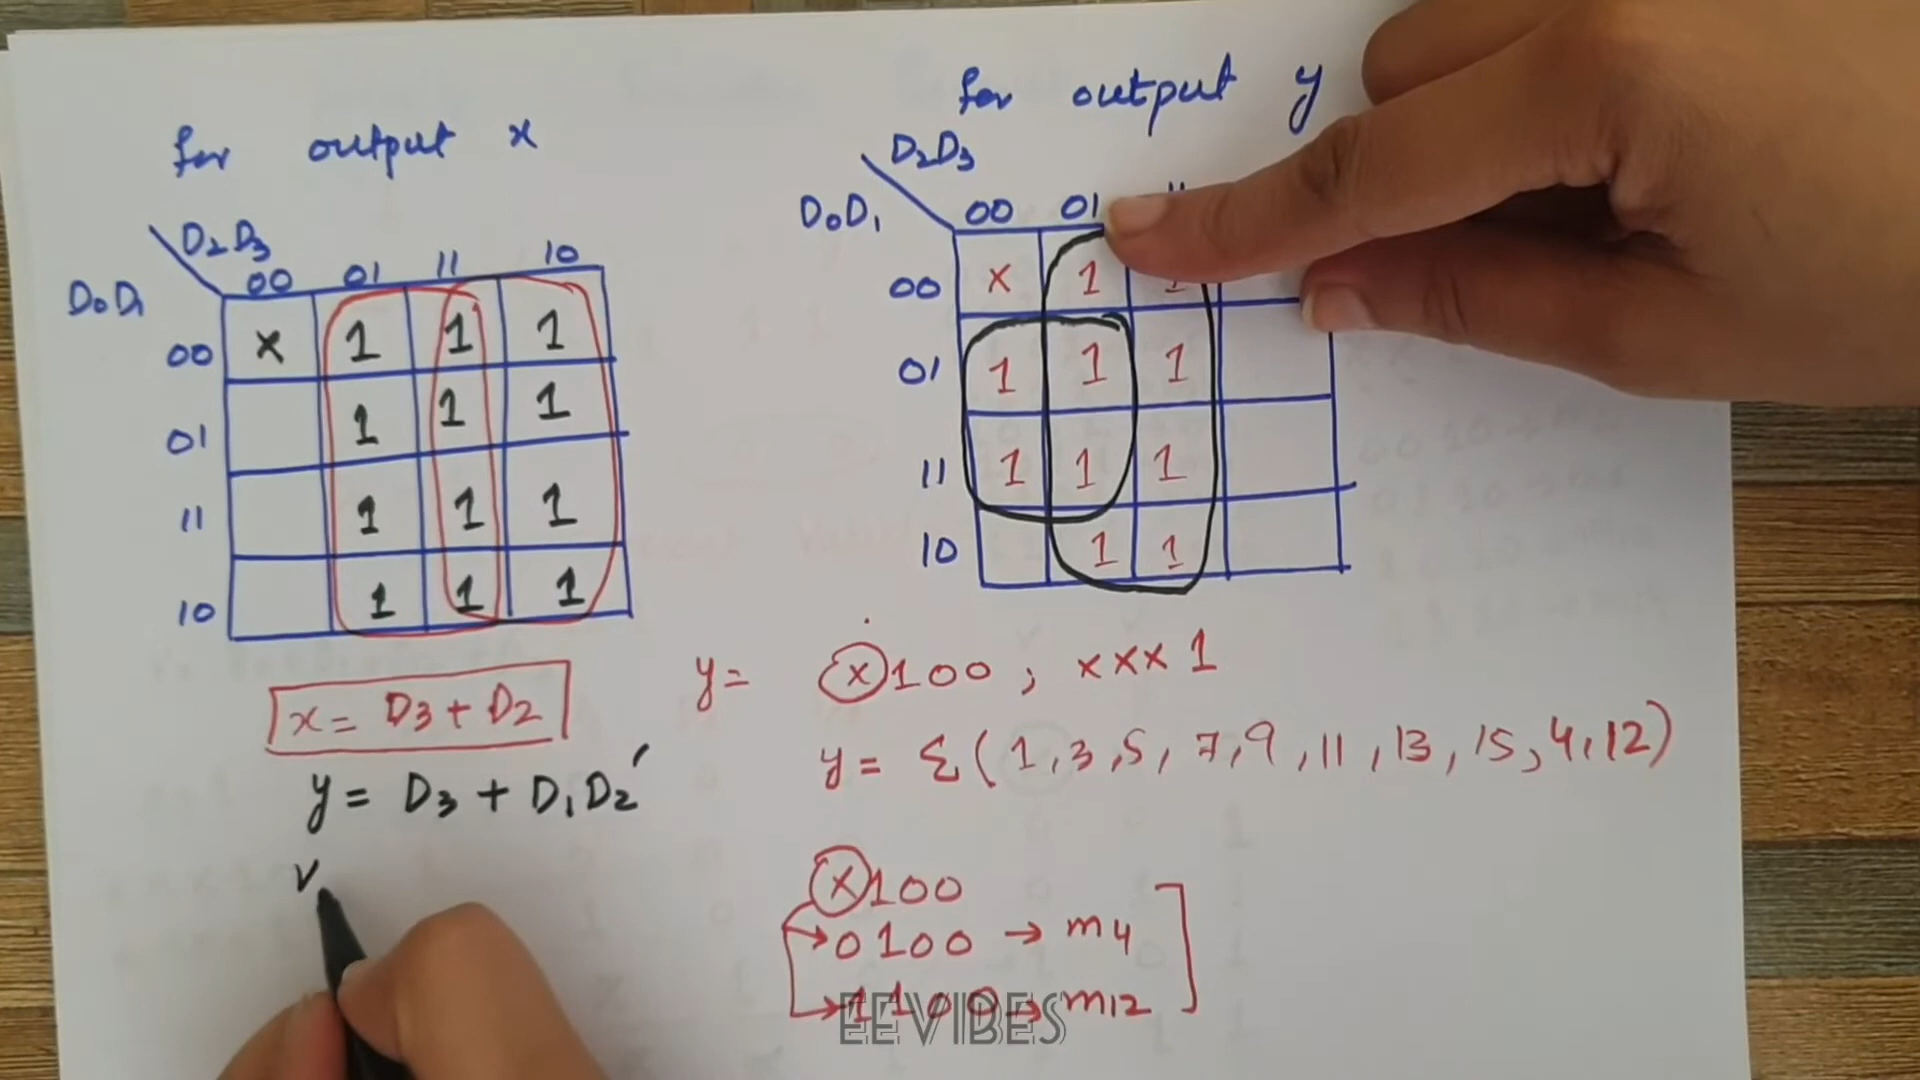 for output x
D2D3
D0D1
00 01 11 10
00 x 1 1 1
01 1 1 1
11 1 1 1
10 1 1 1
x = D3 + D2
y = D3 + D1D2'
V
for output y
D2D3
D0D1
00 01
00 x 1 1
01 1 1 1
11 1 1 1
10 1 1
y = x100 ; xxx1
y = Σ(1,3,5,7,9,11,13,15,4,12)
x100
→0100 → m4
→1100 → m12
EEVIBES